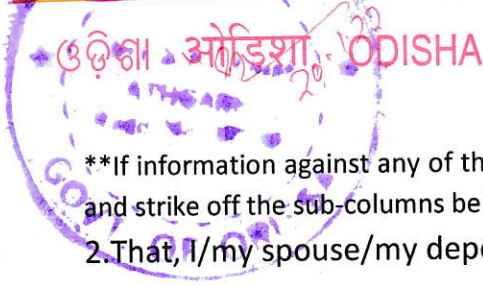 ଓଡ଼ିଶା ओडिशा ODISHA
**If information against any of th
and strike off the sub-columns be
2.That, I/my spouse/my depe